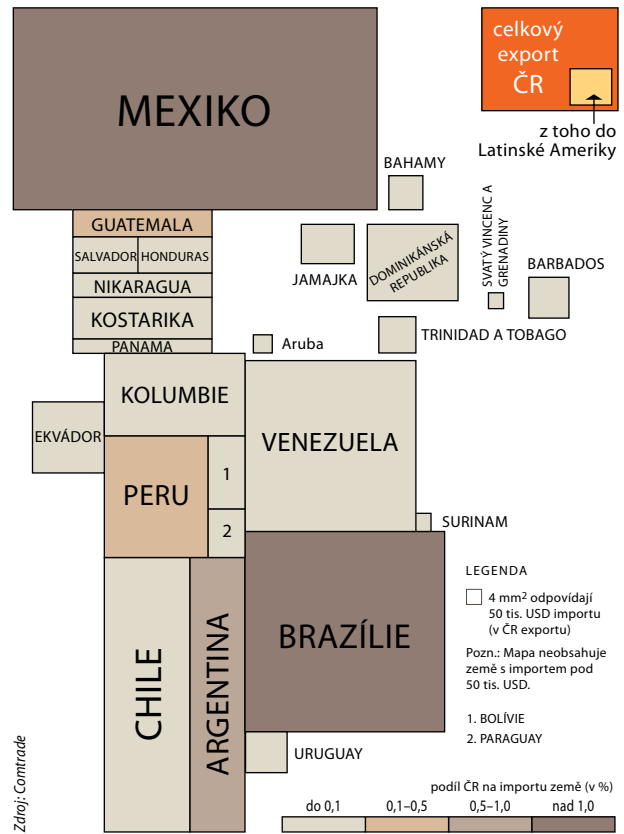 MEXIKO
celkový
export
ČR
z toho do
Latinské Ameriky
BAHAMY
GUATEMALA
SALVADOR
HONDURAS
NIKARAGUA
KOSTARIKA
PANAMA
JAMAJKA
DOMINIKÁNSKÁ
REPUBLIKA
SVATÝ VINCENC A
GRENADINY
BARBADOS
TRINIDAD A TOBAGO
Aruba
KOLUMBIE
EKVÁDOR
VENEZUELA
PERU
1
2
SURINAM
CHILE
ARGENTINA
BRAZÍLIE
URUGUAY
LEGENDA
4 mm² odpovídají
50 tis. USD importu
(v ČR exportu)
Pozn.: Mapa neobsahuje
země s importem pod
50 tis. USD.
1. BOLÍVIE
2. PARAGUAY
podíl ČR na importu země (v %)
do 0,1
0,1–0,5
0,5–1,0
nad 1,0
Zdroj: Comtrade